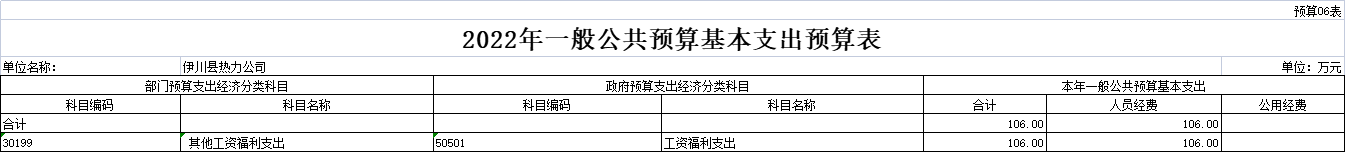 预算06表
2022年一般公共预算基本支出预算表
单位名称： 伊川县热力公司 单位：万元
部门预算支出经济分类科目 政府预算支出经济分类科目 本年一般公共预算基本支出
科目编码 科目名称 科目编码 科目名称 合计 人员经费 公用经费
合计 106.00 106.00
30199 其他工资福利支出 50501 工资福利支出 106.00 106.00